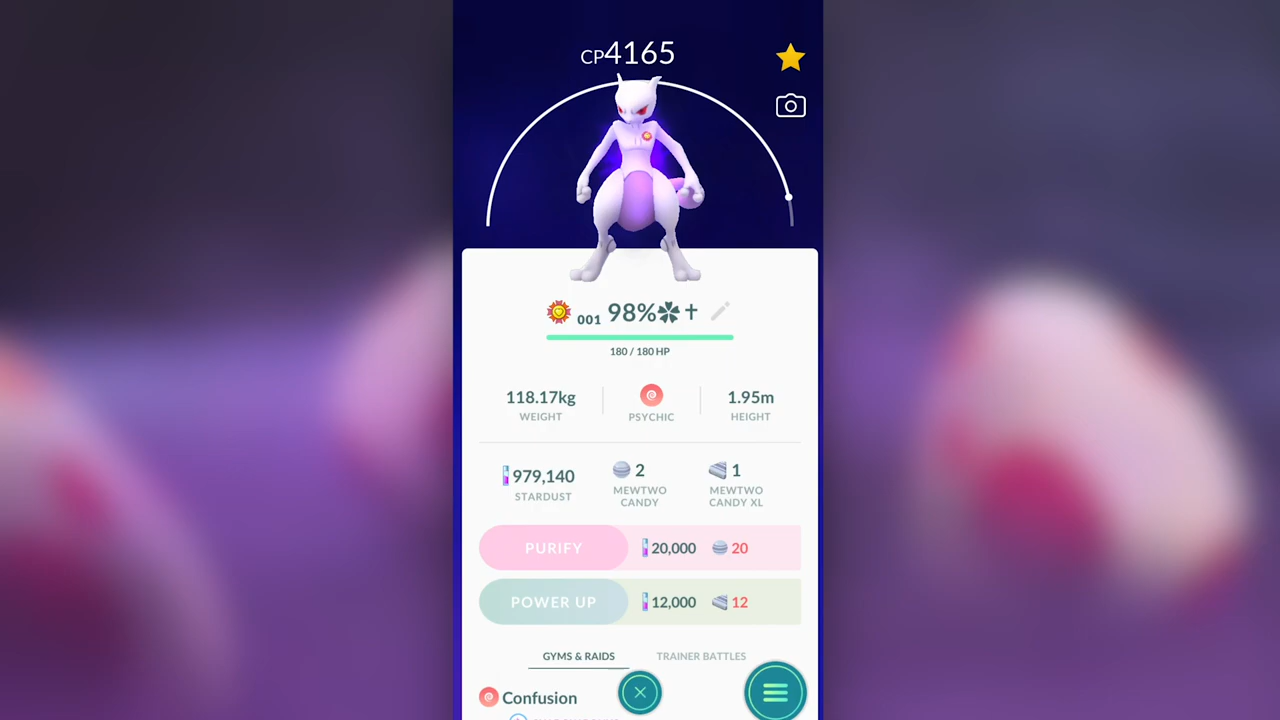 CP4165
001 98%✤†
180 / 180 HP
118.17kg
WEIGHT
PSYCHIC
1.95m
HEIGHT
979,140
STARDUST
2
MEWTWO
CANDY
1
MEWTWO
CANDY XL
PURIFY 20,000 20
POWER UP 12,000 12
GYMS & RAIDS TRAINER BATTLES
Confusion